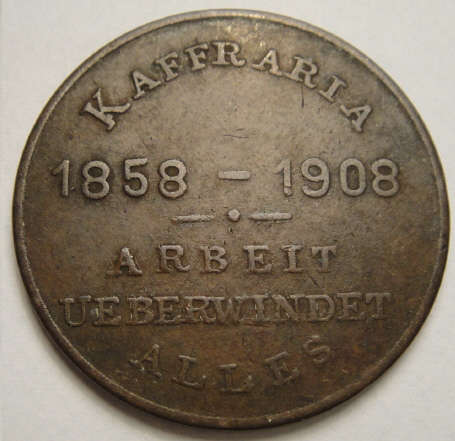 KAFFRARIA
1858 - 1908
ARBEIT
UEBERWINDET
ALLES